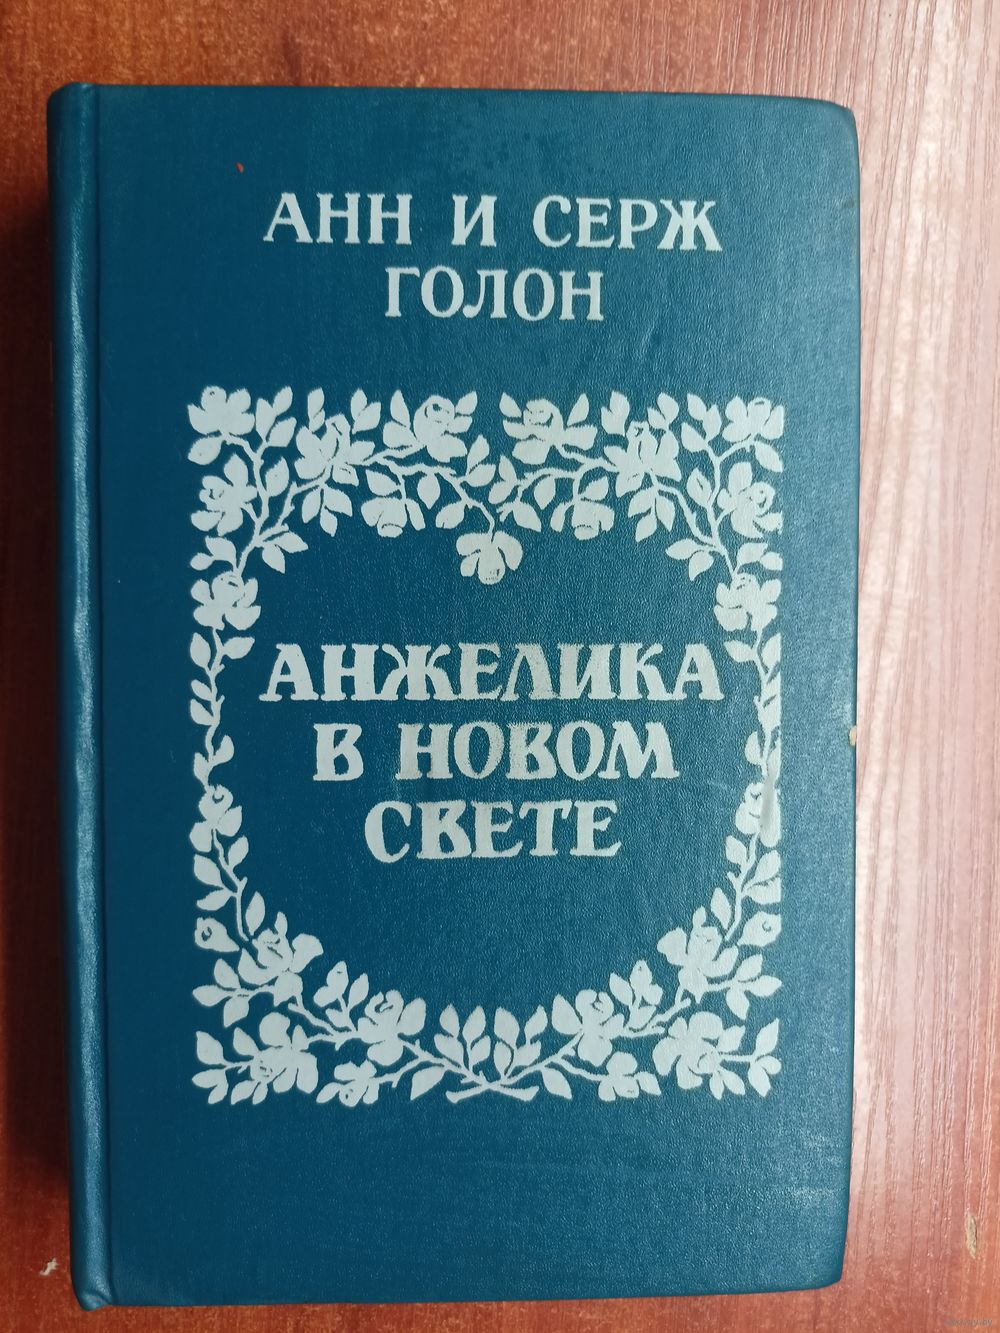 АНН И СЕРЖ
ГОЛОН
АНЖЕЛИКА
В НОВОМ
СВЕТЕ